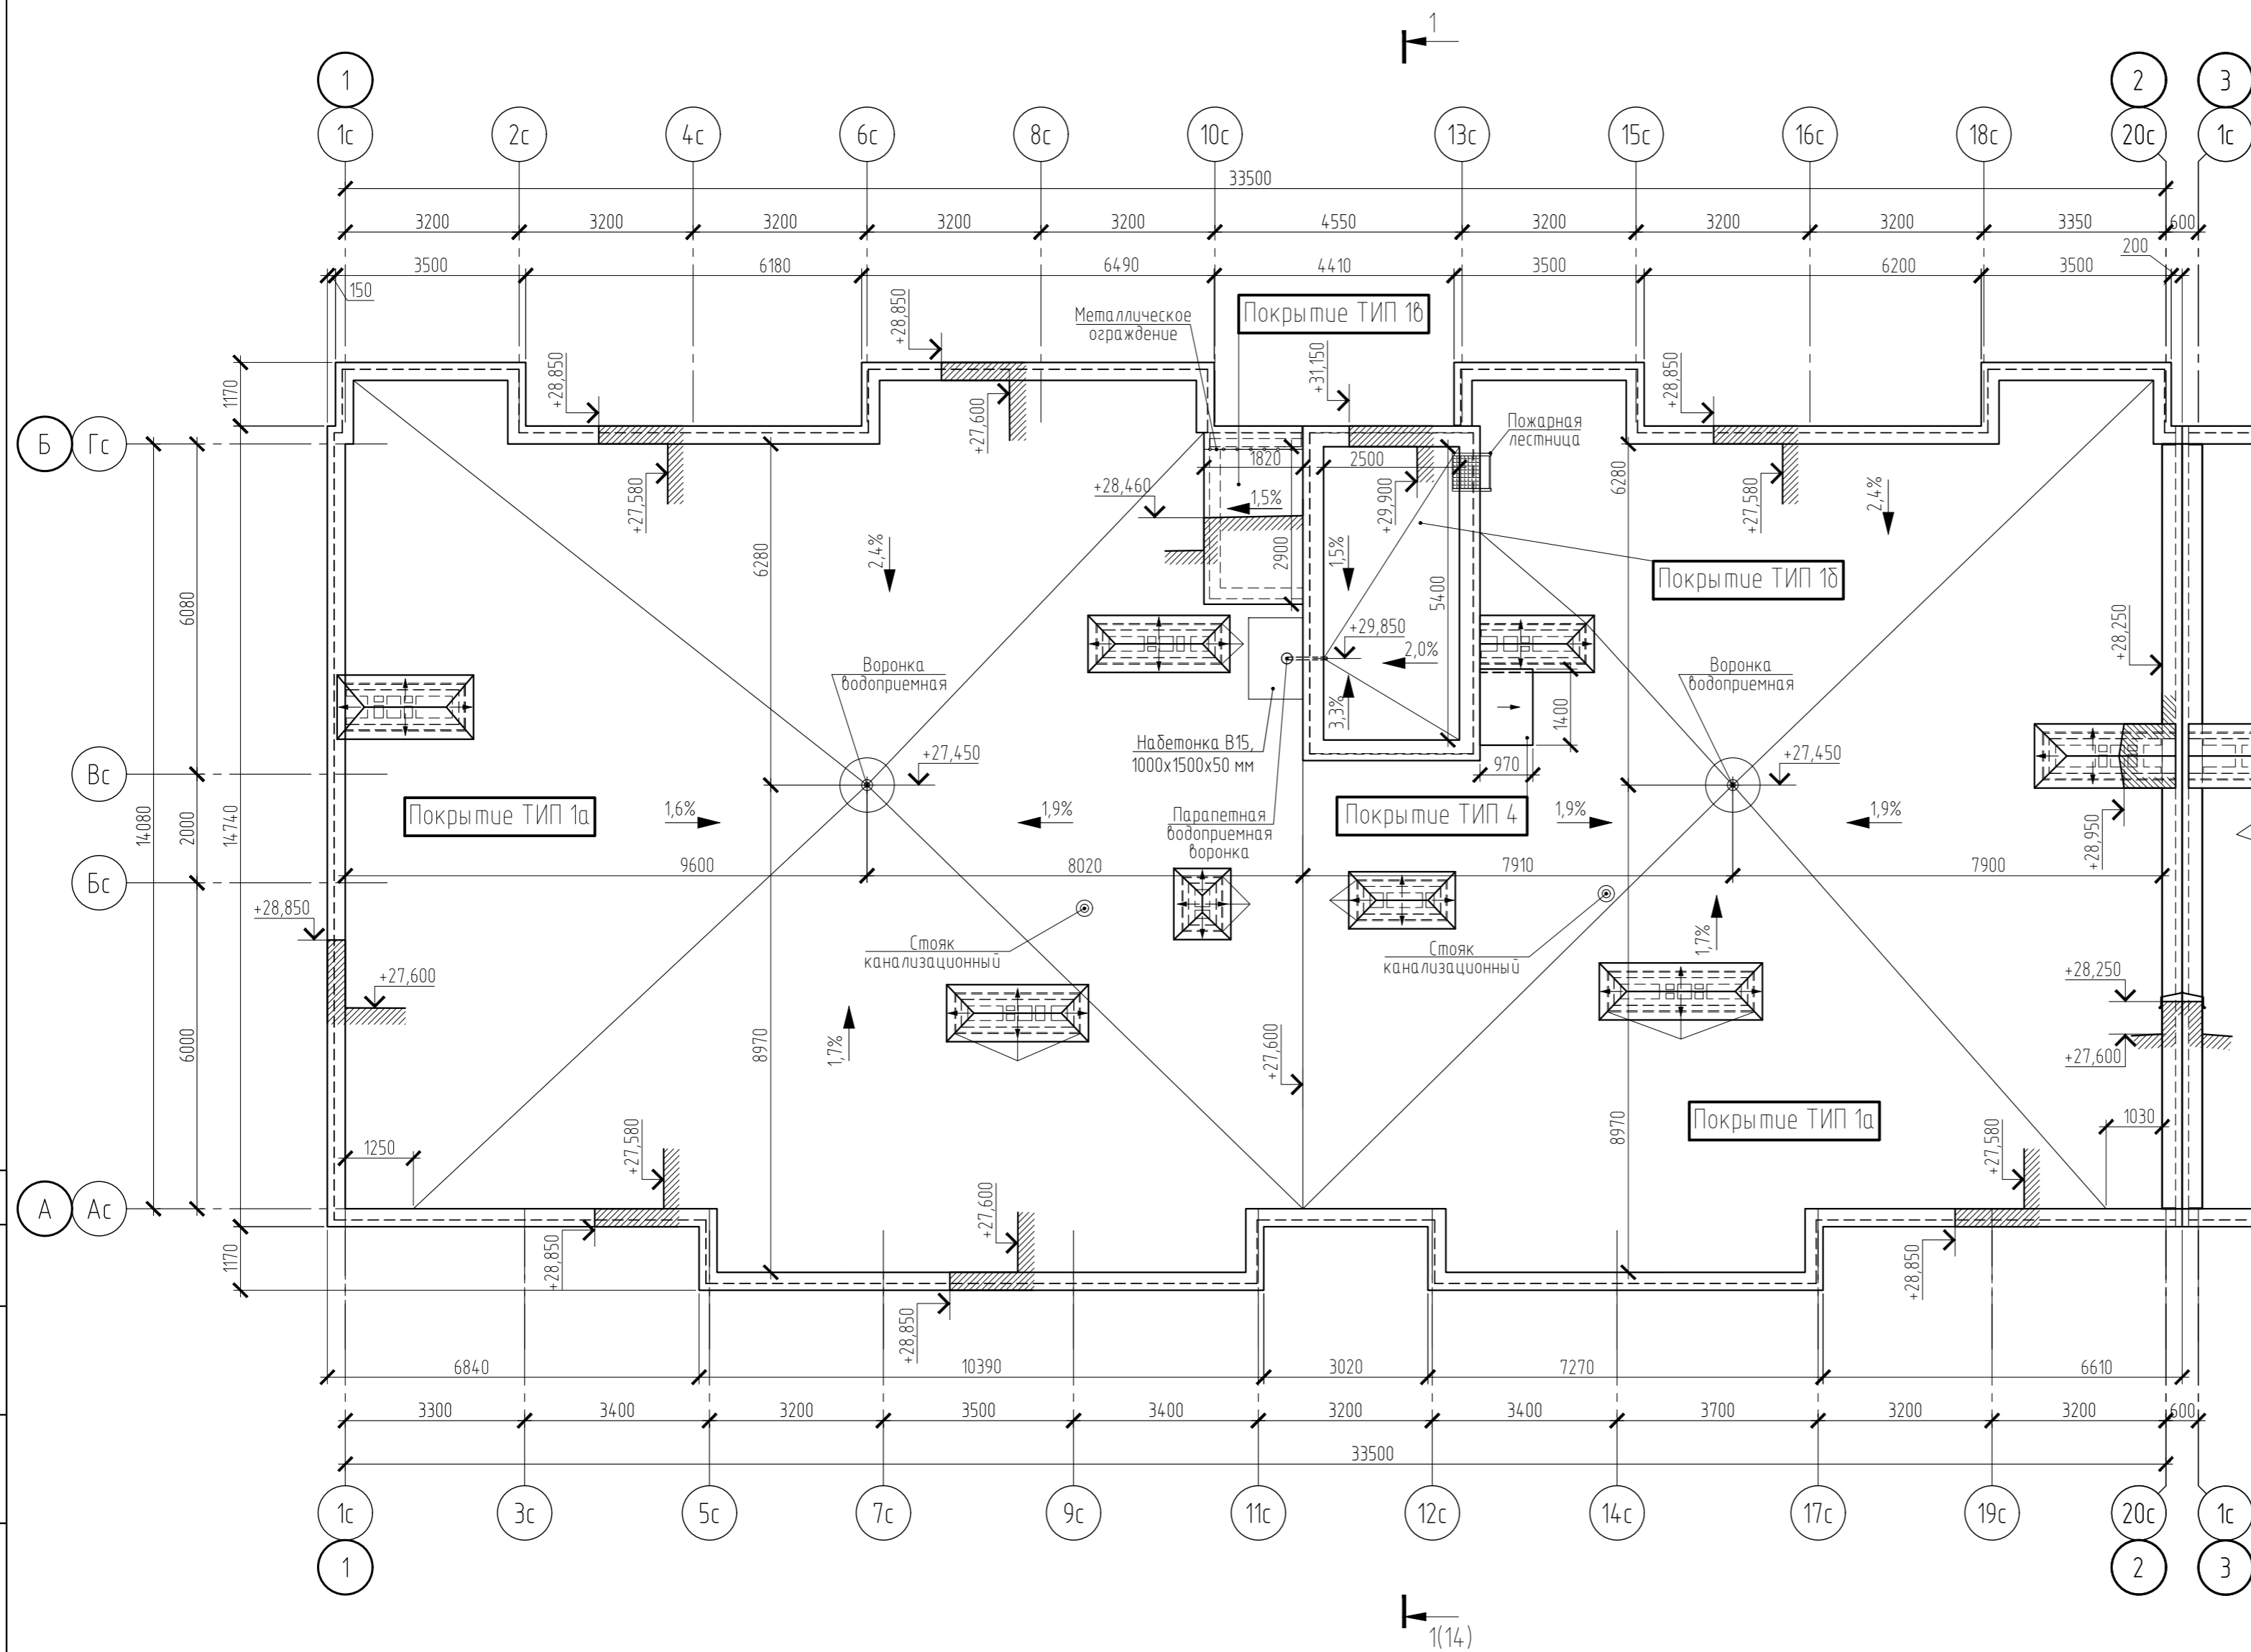 1
1 2 3
1с 2с 4с 6с 8с 10с 13с 15с 16с 18с 20с 1с
33500
3200 3200 3200 3200 3200 4550 3200 3200 3200 3350 600
200
3500 6180 6490 4410 3500 6200 3500
150
Металлическое
ограждение
Покрытие ТИП 1в
+28,850
+28,850
+27,600
+31,150
+28,850
1170
Пожарная
лестница
Б Гс
1820 2500
+28,460
1,5%
+29,900
+27,580
6280
+27,580
2,4%
6280
2,4%
2900
1,5%
5400
Покрытие ТИП 1б
6080
+29,850
2,0%
3,3%
+28,250
Воронка
водоприемная
Воронка
водоприемная
1400
Набетонка В15,
1000х1500х50 мм
970
+27,450
+27,450
Вс
14080
2000
14740
Покрытие ТИП 1а
1,6%
1,9%
Парапетная
водоприемная
воронка
Покрытие ТИП 4
1,9%
1,9%
+28,950
9600 8020 7910 7900
Бс
+28,850
Стояк
канализационный
Стояк
канализационный
1,7%
+27,600
+28,250
6000
8970
1,7%
+27,600
+27,600
8970
Покрытие ТИП 1а
1030
1250
+27,580
+27,580
А Ас
+27,600
1170
+28,850
+28,850
+28,850
6840 10390 3020 7270 6610
3300 3400 3200 3500 3400 3200 3400 3700 3200 3200 600
33500
1с 3с 5с 7с 9с 11с 12с 14с 17с 19с 20с 1с
1 2 3
1(14)